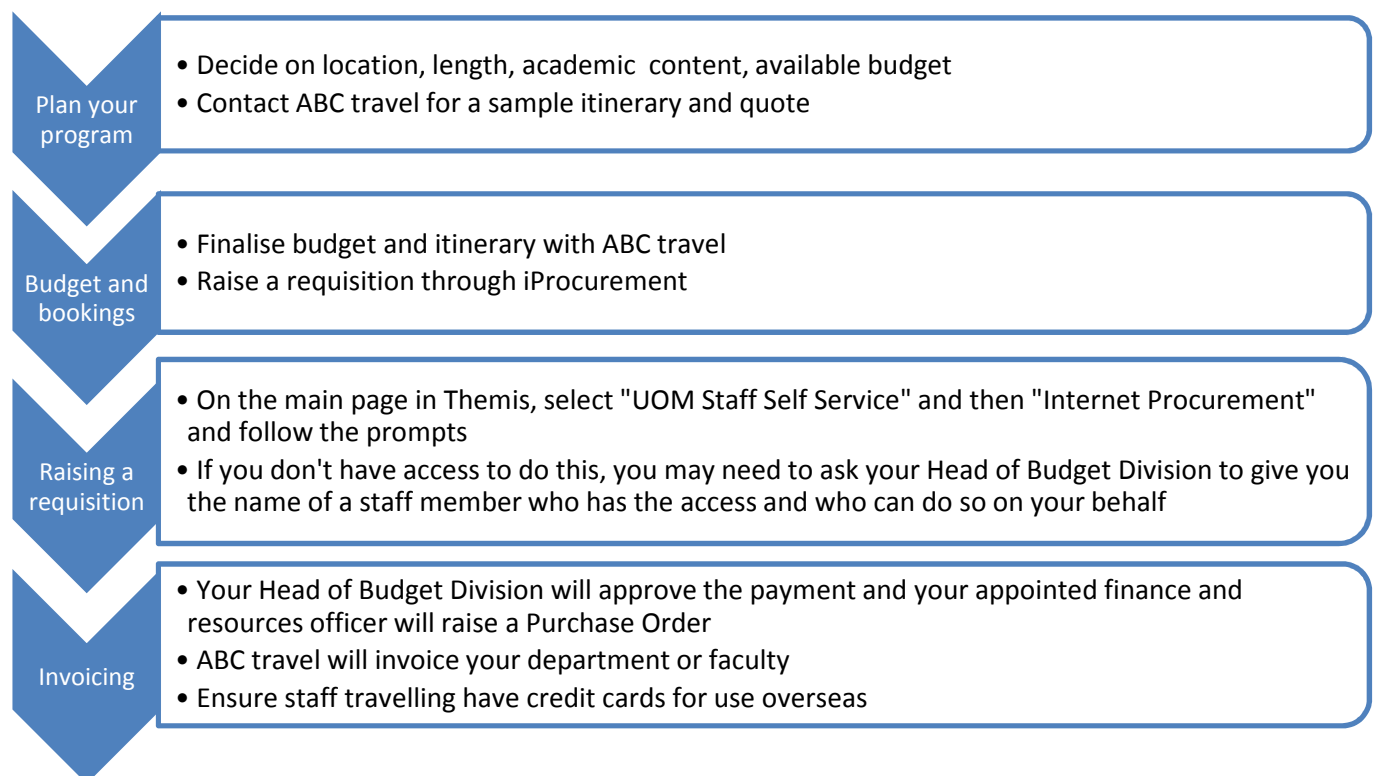 Plan your
program
• Decide on location, length, academic  content, available budget
• Contact ABC travel for a sample itinerary and quote
Budget and
bookings
• Finalise budget and itinerary with ABC travel
• Raise a requisition through iProcurement
Raising a
requisition
• On the main page in Themis, select "UOM Staff Self Service" and then "Internet Procurement"
and follow the prompts
• If you don't have access to do this, you may need to ask your Head of Budget Division to give you
the name of a staff member who has the access and who can do so on your behalf
Invoicing
• Your Head of Budget Division will approve the payment and your appointed finance and
resources officer will raise a Purchase Order
• ABC travel will invoice your department or faculty
• Ensure staff travelling have credit cards for use overseas